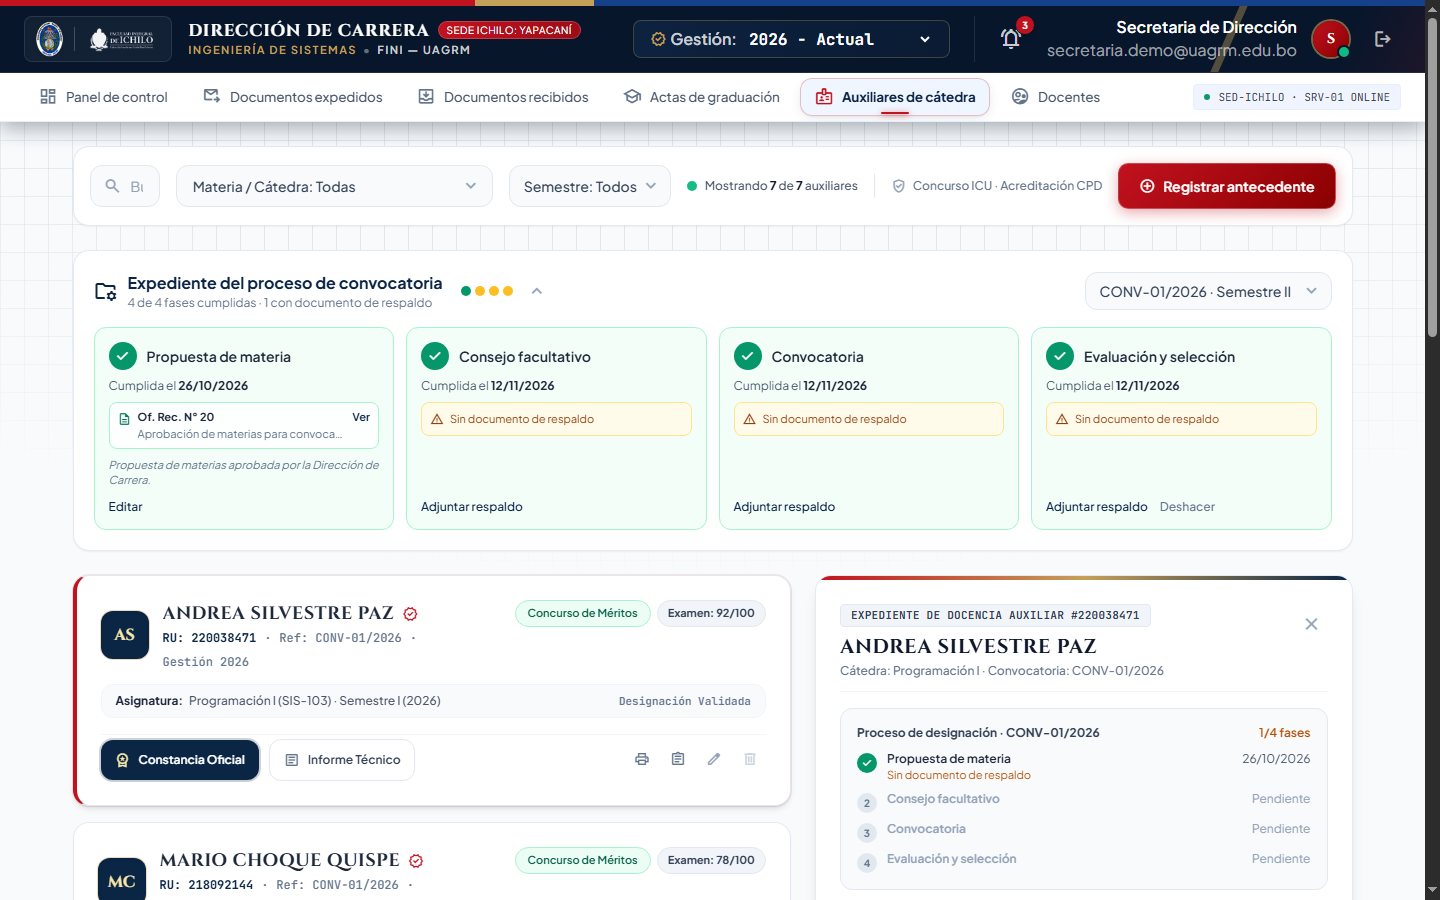 DIRECCIÓN DE CARRERA
SEDE ICHILO: YAPACANÍ
INGENIERÍA DE SISTEMAS • FINI — UAGRM
Gestión: 2026 - Actual
3
Secretaria de Dirección
secretaria.demo@uagrm.edu.bo
S
Panel de control
Documentos expedidos
Documentos recibidos
Actas de graduación
Auxiliares de cátedra
Docentes
SED-ICHILO · SRV-01 ONLINE
Materia / Cátedra: Todas
Semestre: Todos
Mostrando 7 de 7 auxiliares
Concurso ICU · Acreditación CPD
Registrar antecedente
Expediente del proceso de convocatoria
4 de 4 fases cumplidas · 1 con documento de respaldo
CONV-01/2026 · Semestre II
Propuesta de materia
Cumplida el 26/10/2026
Of. Rec. N° 20
Ver
Aprobación de materias para convoca...
Propuesta de materias aprobada por la Dirección de
Carrera.
Editar
Consejo facultativo
Cumplida el 12/11/2026
Sin documento de respaldo
Adjuntar respaldo
Convocatoria
Cumplida el 12/11/2026
Sin documento de respaldo
Adjuntar respaldo
Evaluación y selección
Cumplida el 12/11/2026
Sin documento de respaldo
Adjuntar respaldo
Deshacer
AS
ANDREA SILVESTRE PAZ
RU: 220038471 · Ref: CONV-01/2026 ·
Gestión 2026
Concurso de Méritos
Examen: 92/100
Asignatura: Programación I (SIS-103) · Semestre I (2026)
Designación Validada
Constancia Oficial
Informe Técnico
MC
MARIO CHOQUE QUISPE
RU: 218092144 · Ref: CONV-01/2026 ·
Concurso de Méritos
Examen: 78/100
EXPEDIENTE DE DOCENCIA AUXILIAR #220038471
ANDREA SILVESTRE PAZ
Cátedra: Programación I · Convocatoria: CONV-01/2026
Proceso de designación · CONV-01/2026
1/4 fases
Propuesta de materia
26/10/2026
Sin documento de respaldo
2 Consejo facultativo
Pendiente
3 Convocatoria
Pendiente
4 Evaluación y selección
Pendiente